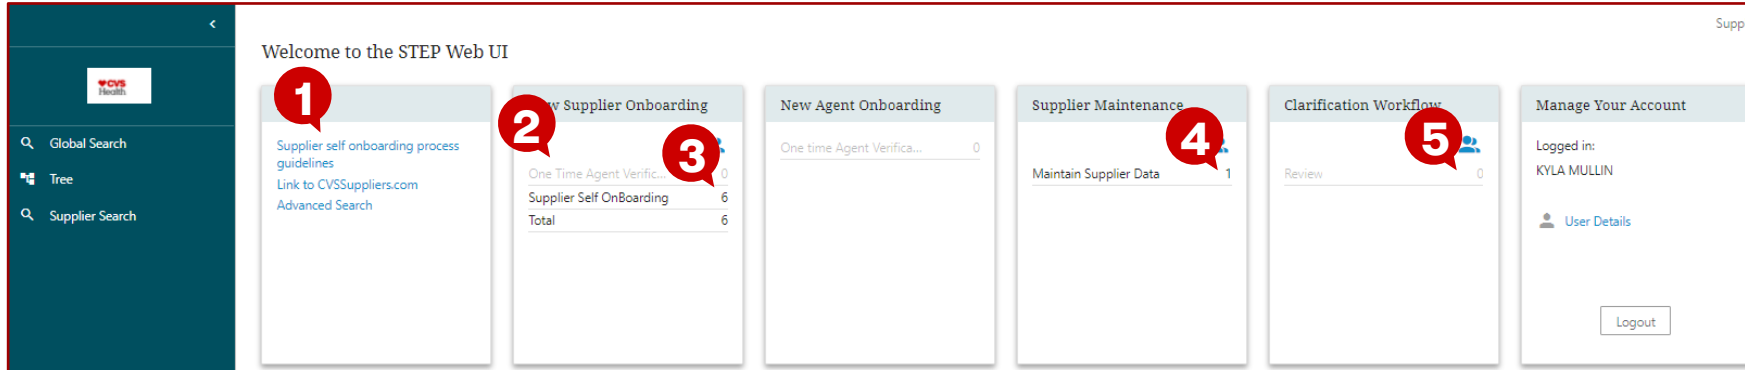 Supp
Welcome to the STEP Web UI
CVS
Health
Global Search
Tree
Supplier Search
1
Supplier self onboarding process
guidelines
Link to CVSSuppliers.com
Advanced Search
2
Supplier Onboarding
3
One Time Agent Verific... 0
Supplier Self OnBoarding 6
Total 6
New Agent Onboarding
One time Agent Verifica... 0
Supplier Maintenance
4
Maintain Supplier Data 1
Clarification Workflow
5
Review 0
Manage Your Account
Logged in:
KYLA MULLIN
User Details
Logout